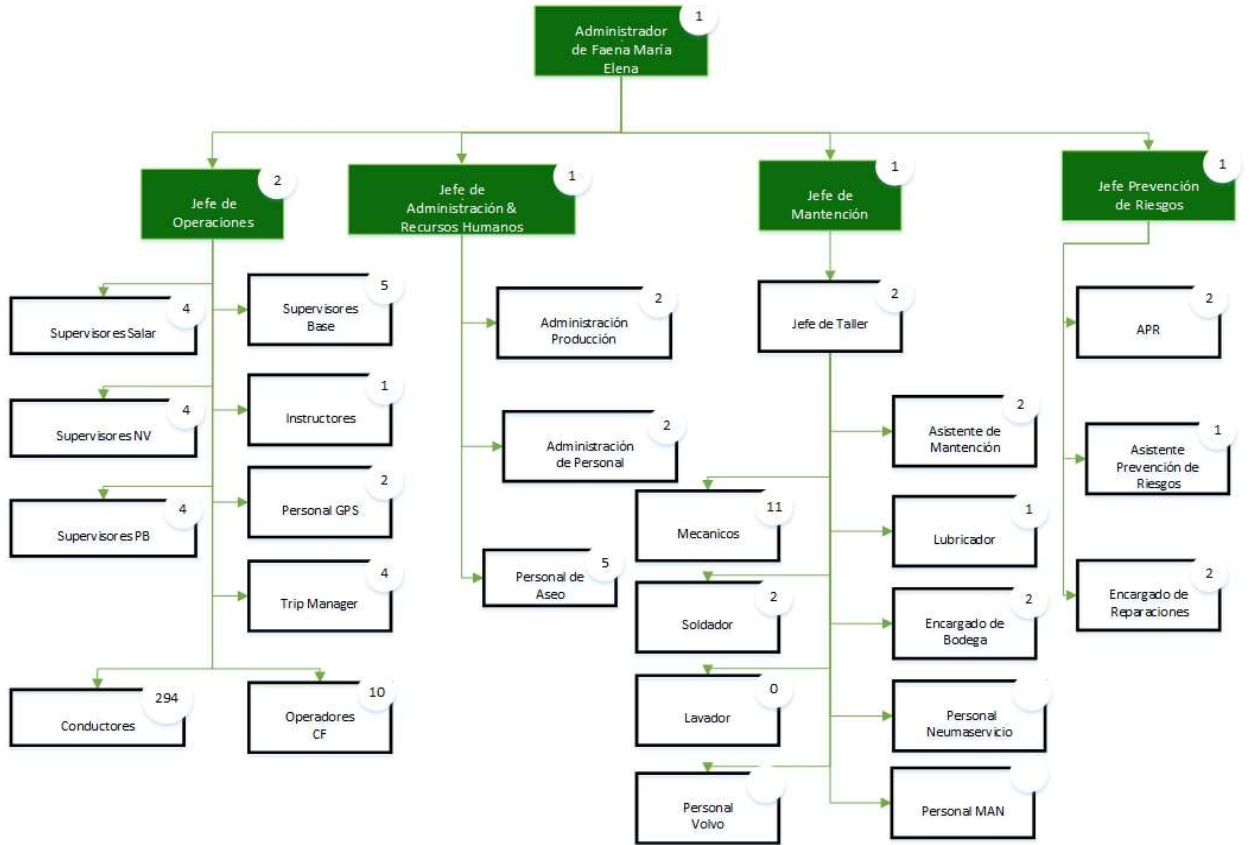 1
Administrador
de Faena María
Elena
2
Jefe de
Operaciones
1
Jefe de
Administración &
Recursos Humanos
1
Jefe de
Mantención
1
Jefe Prevención
de Riesgos
4
Supervisores Salar
5
Supervisores
Base
4
Supervisores NV
1
Instructores
4
Supervisores PB
2
Personal GPS
4
Trip Manager
294
Conductores
10
Operadores
CF
2
Administración
Producción
2
Administración
de Personal
5
Personal de
Aseo
2
Jefe de Taller
2
Asistente de
Mantención
11
Mecanicos
1
Lubricador
2
Soldador
2
Encargado de
Bodega
0
Lavador
Personal
Neumaservicio
Personal
Volvo
Personal MAN
2
APR
1
Asistente
Prevención de
Riesgos
2
Encargado de
Reparaciones